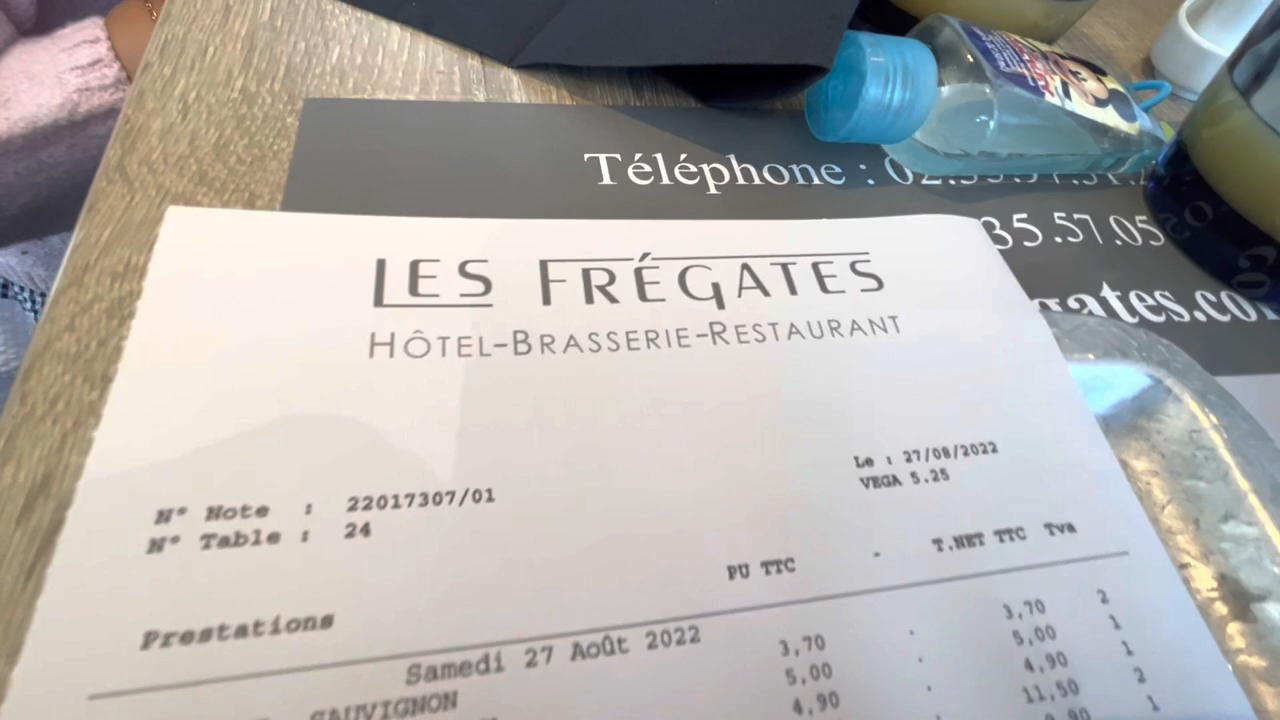 Téléphone :
35.57.05
gates.co
LES FRÉGATES
HÔTEL-BRASSERIE-RESTAURANT
Le : 27/08/2022
VEGA 5.25
N° Note : 22017307/01
N° Table : 24
PU TTC - T.NET TTC Tva
Prestations
Samedi 27 Août 2022
3,70 . 3,70 2
SAUVIGNON 5,00 . 5,00 1
4,90 . 4,90 1
11,50 2
1